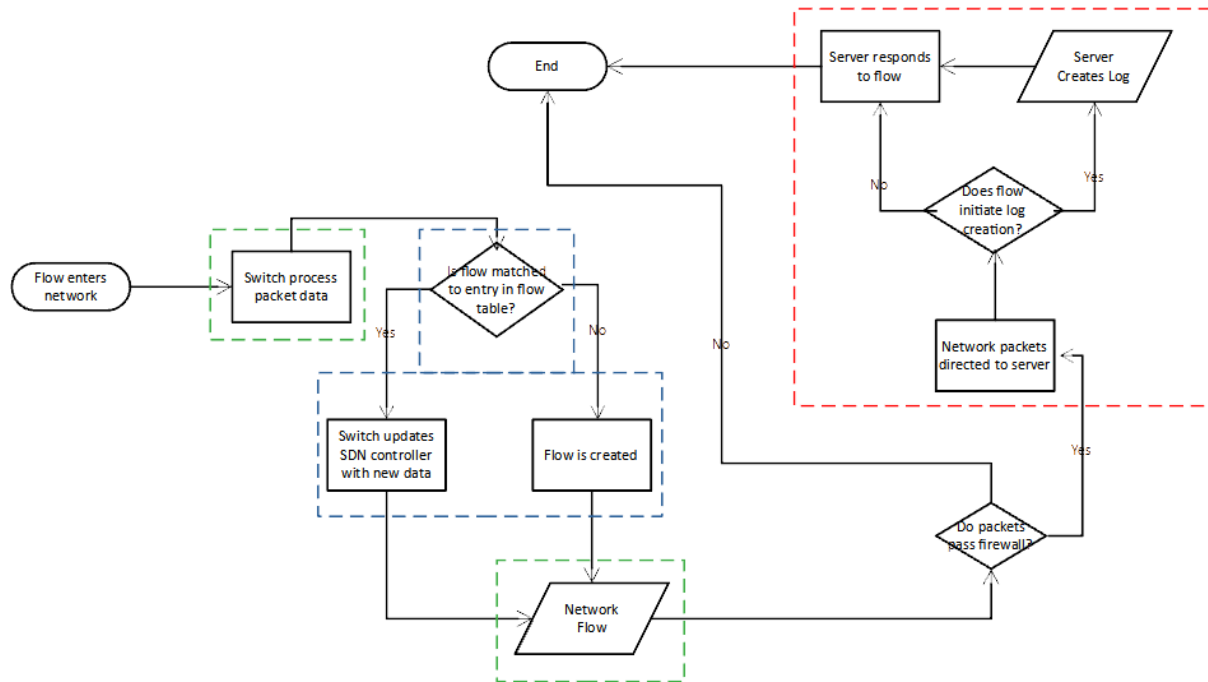 Flow enters
network
Switch process
packet data
Is flow matched
to entry in flow
table?
Yes
No
Switch updates
SDN controller
with new data
Flow is created
Network
Flow
Do packets
pass firewall?
No
Yes
Network packets
directed to server
Does flow
initiate log
creation?
No
Yes
Server responds
to flow
Server
Creates Log
End